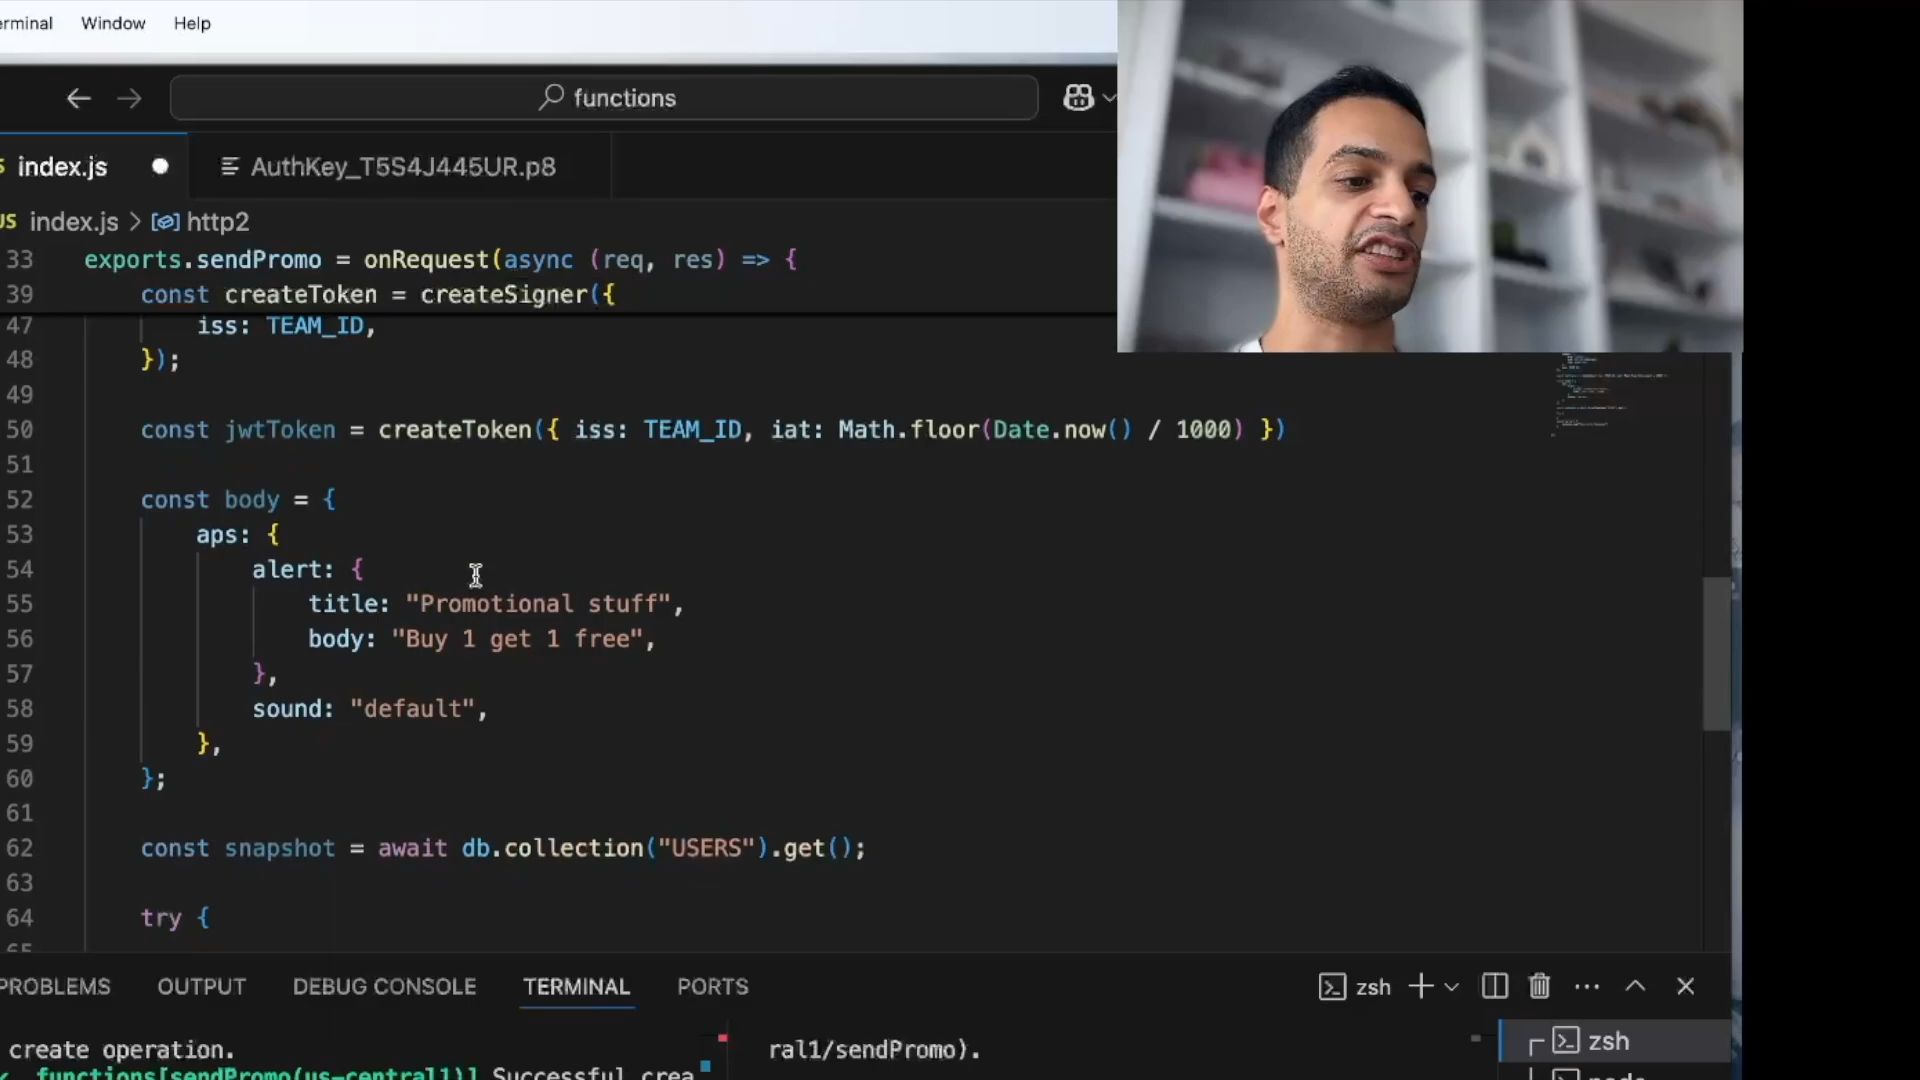 Window Help
functions
index.js AuthKey_T5S4J445UR.p8
index.js > http2
33 exports.sendPromo = onRequest(async (req, res) => {
39 const createToken = createSigner({
47 iss: TEAM_ID,
48 });
49
50 const jwtToken = createToken({ iss: TEAM_ID, iat: Math.floor(Date.now() / 1000) })
51
52 const body = {
53 aps: {
54 alert: {
55 title: "Promotional stuff",
56 body: "Buy 1 get 1 free",
57 },
58 sound: "default",
59 },
60 };
61
62 const snapshot = await db.collection("USERS").get();
63
64 try {
65
PROBLEMS OUTPUT DEBUG CONSOLE TERMINAL PORTS zsh
create operation. ral1/sendPromo). zsh
functions[sendPromo(us-central1)] Successful crea